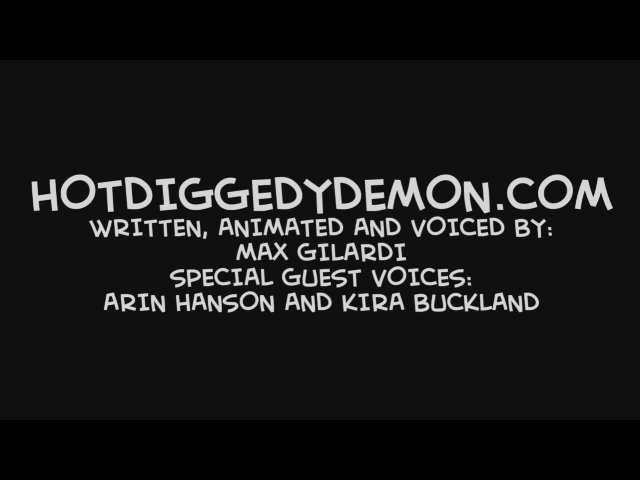 HOTDIGGEDYDEMON.COM
WRITTEN, ANIMATED AND VOICED BY:
MAX GILARDI
SPECIAL GUEST VOICES:
ARIN HANSON AND KIRA BUCKLAND